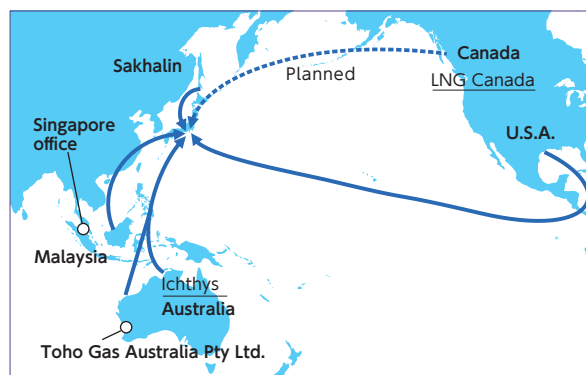 Sakhalin
Planned
Canada
LNG Canada
U.S.A.
Singapore
office
Malaysia
Ichthys
Australia
Toho Gas Australia Pty Ltd.